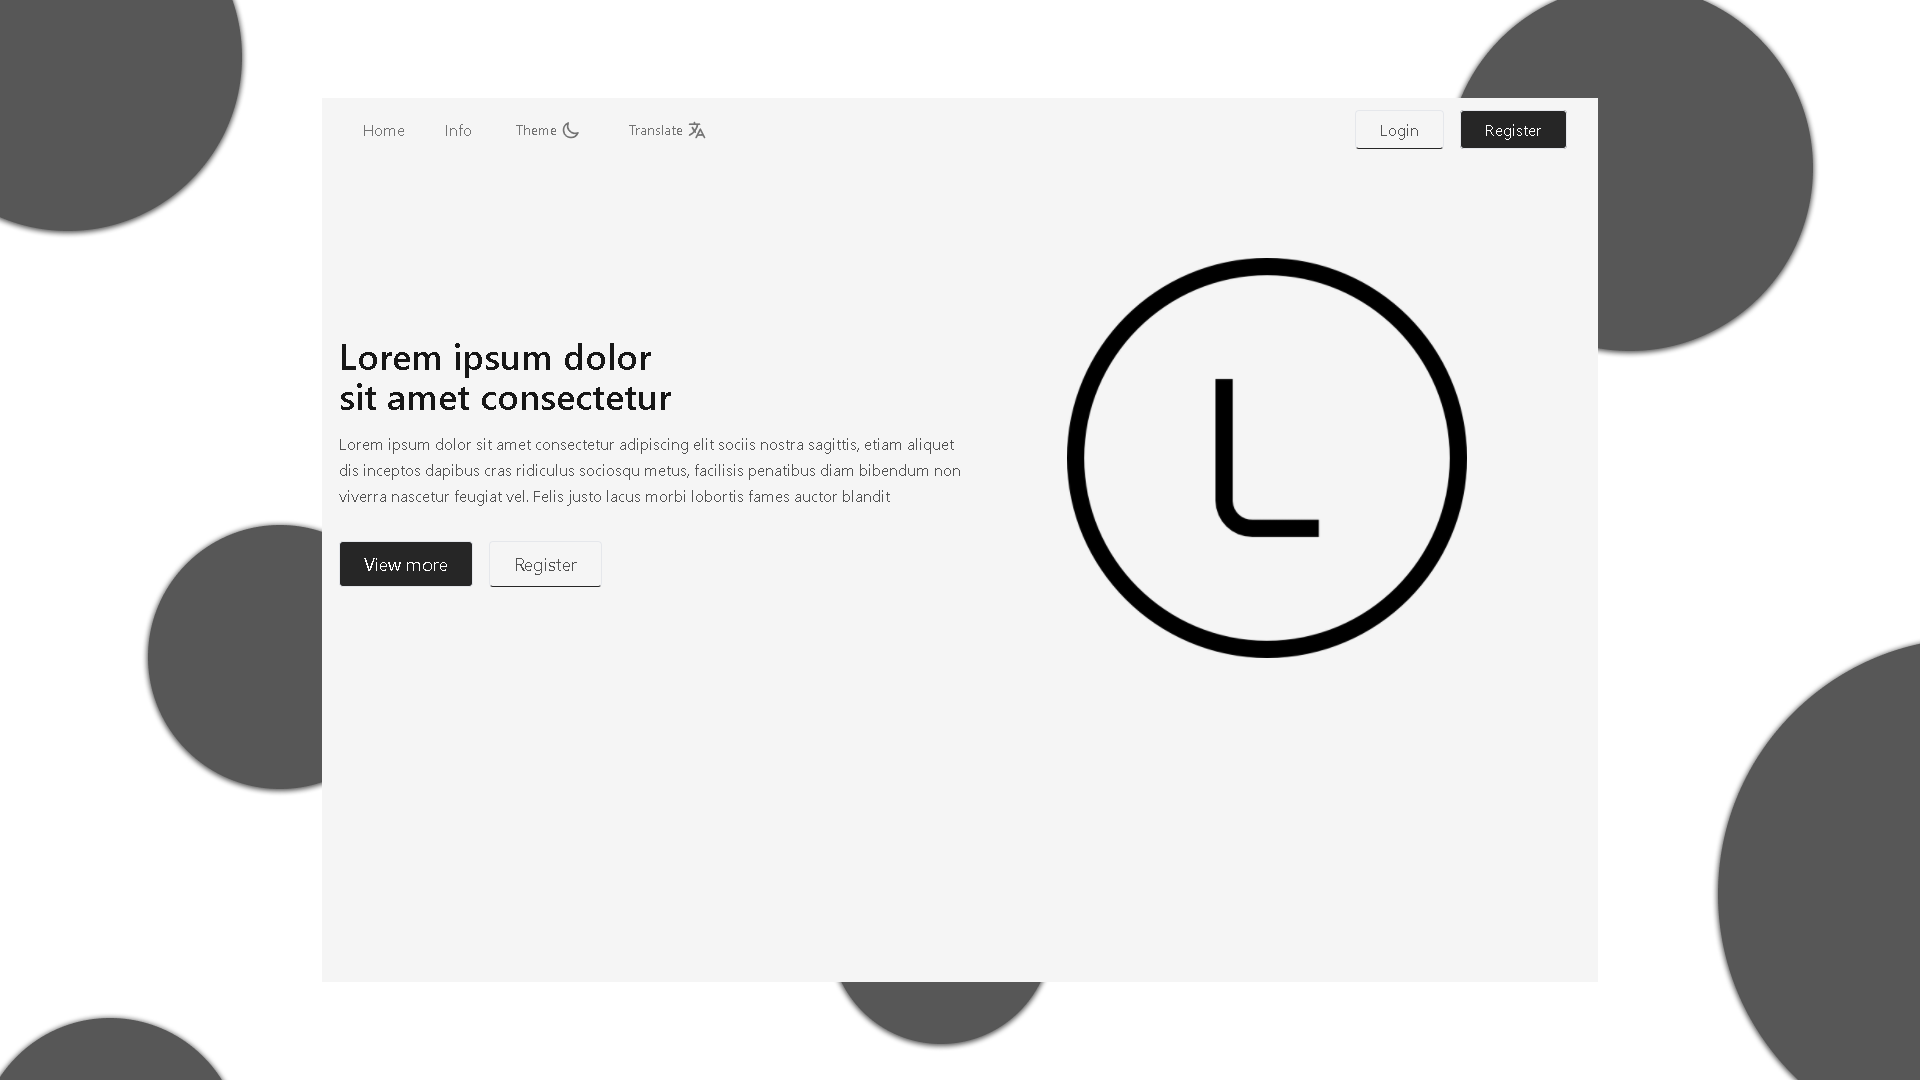 Home Info Theme Translate Login Register
Lorem ipsum dolor
sit amet consectetur
Lorem ipsum dolor sit amet consectetur adipiscing elit sociis nostra sagittis, etiam aliquet
dis inceptos dapibus cras ridiculus sociosqu metus, facilisis penatibus diam bibendum non
viverra nascetur feugiat vel. Felis justo lacus morbi lobortis fames auctor blandit
View more Register
L